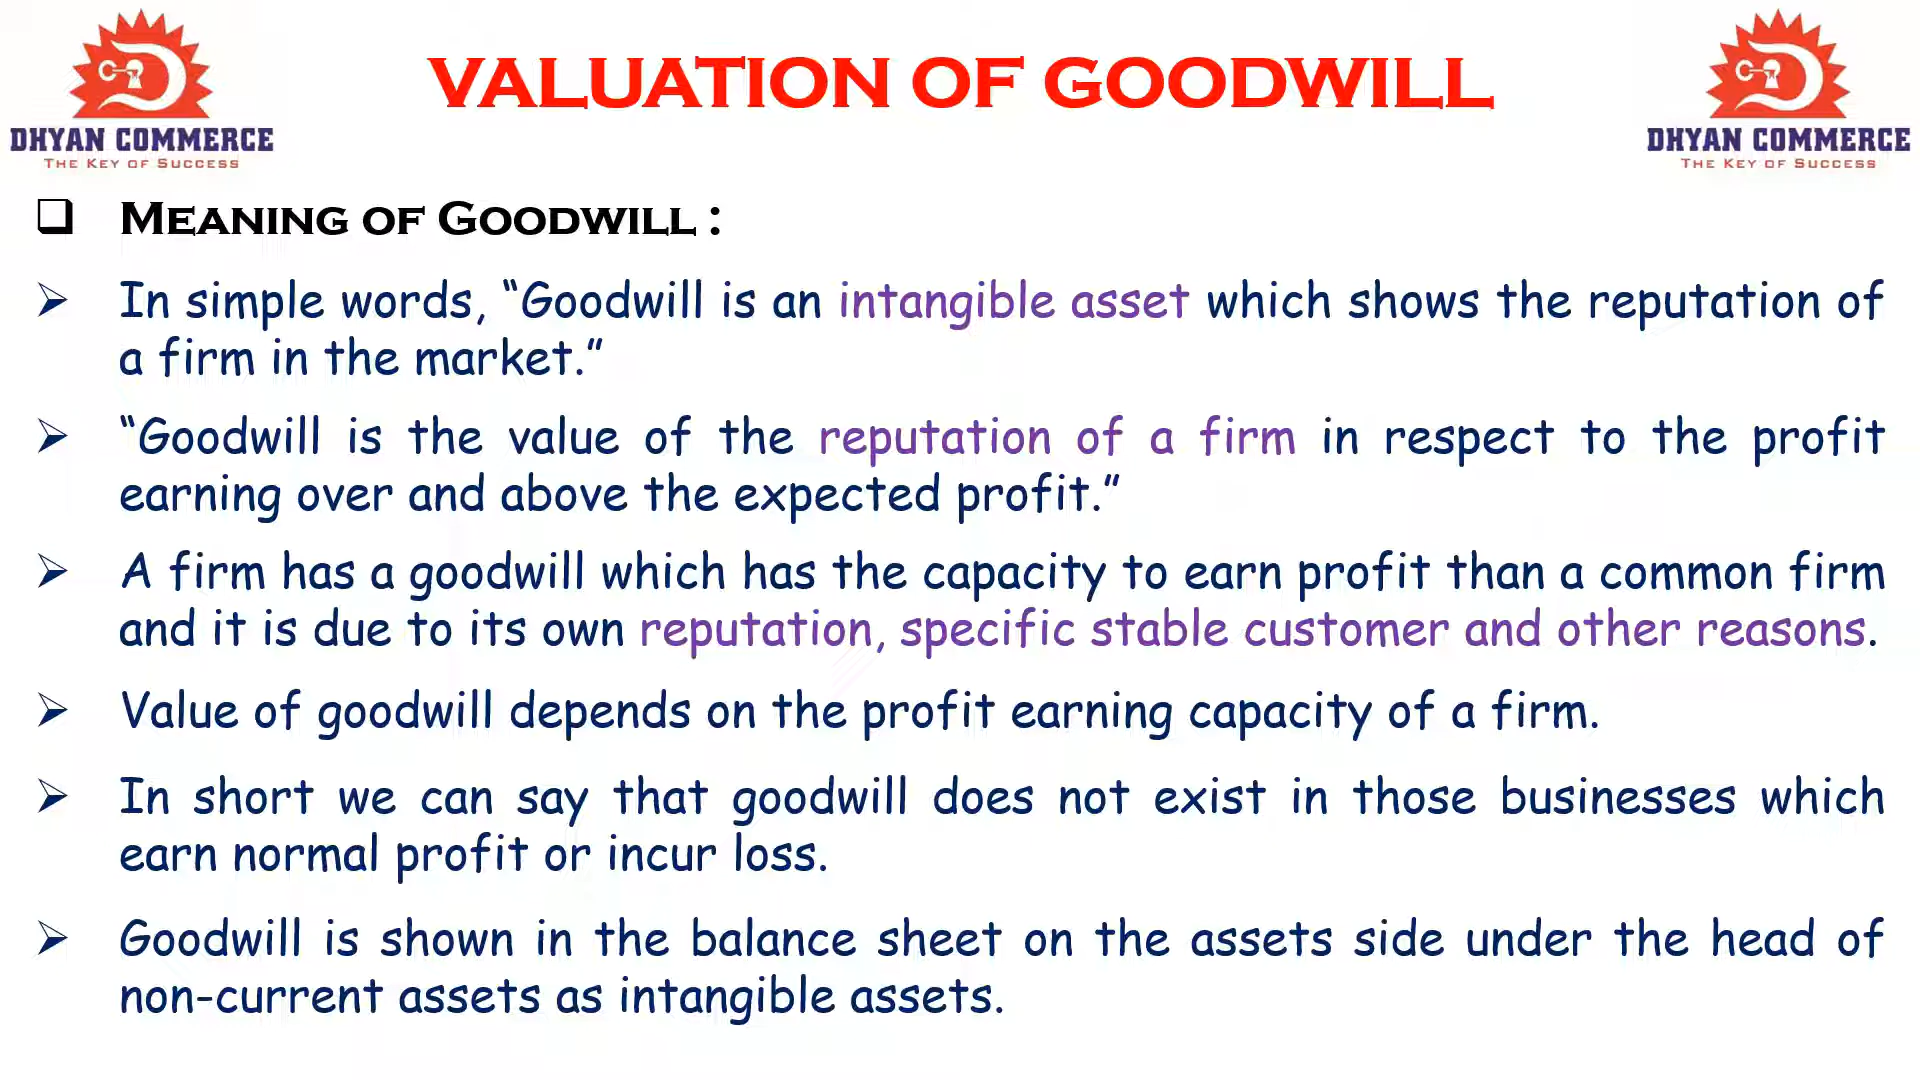 VALUATION OF GOODWILL
DHYAN COMMERCE
THE KEY OF SUCCESS
DHYAN COMMERCE
THE KEY OF SUCCESS
❑ MEANING OF GOODWILL :
➢ In simple words, “Goodwill is an intangible asset which shows the reputation of
a firm in the market.”
➢ “Goodwill is the value of the reputation of a firm in respect to the profit
earning over and above the expected profit.”
➢ A firm has a goodwill which has the capacity to earn profit than a common firm
and it is due to its own reputation, specific stable customer and other reasons.
➢ Value of goodwill depends on the profit earning capacity of a firm.
➢ In short we can say that goodwill does not exist in those businesses which
earn normal profit or incur loss.
➢ Goodwill is shown in the balance sheet on the assets side under the head of
non-current assets as intangible assets.